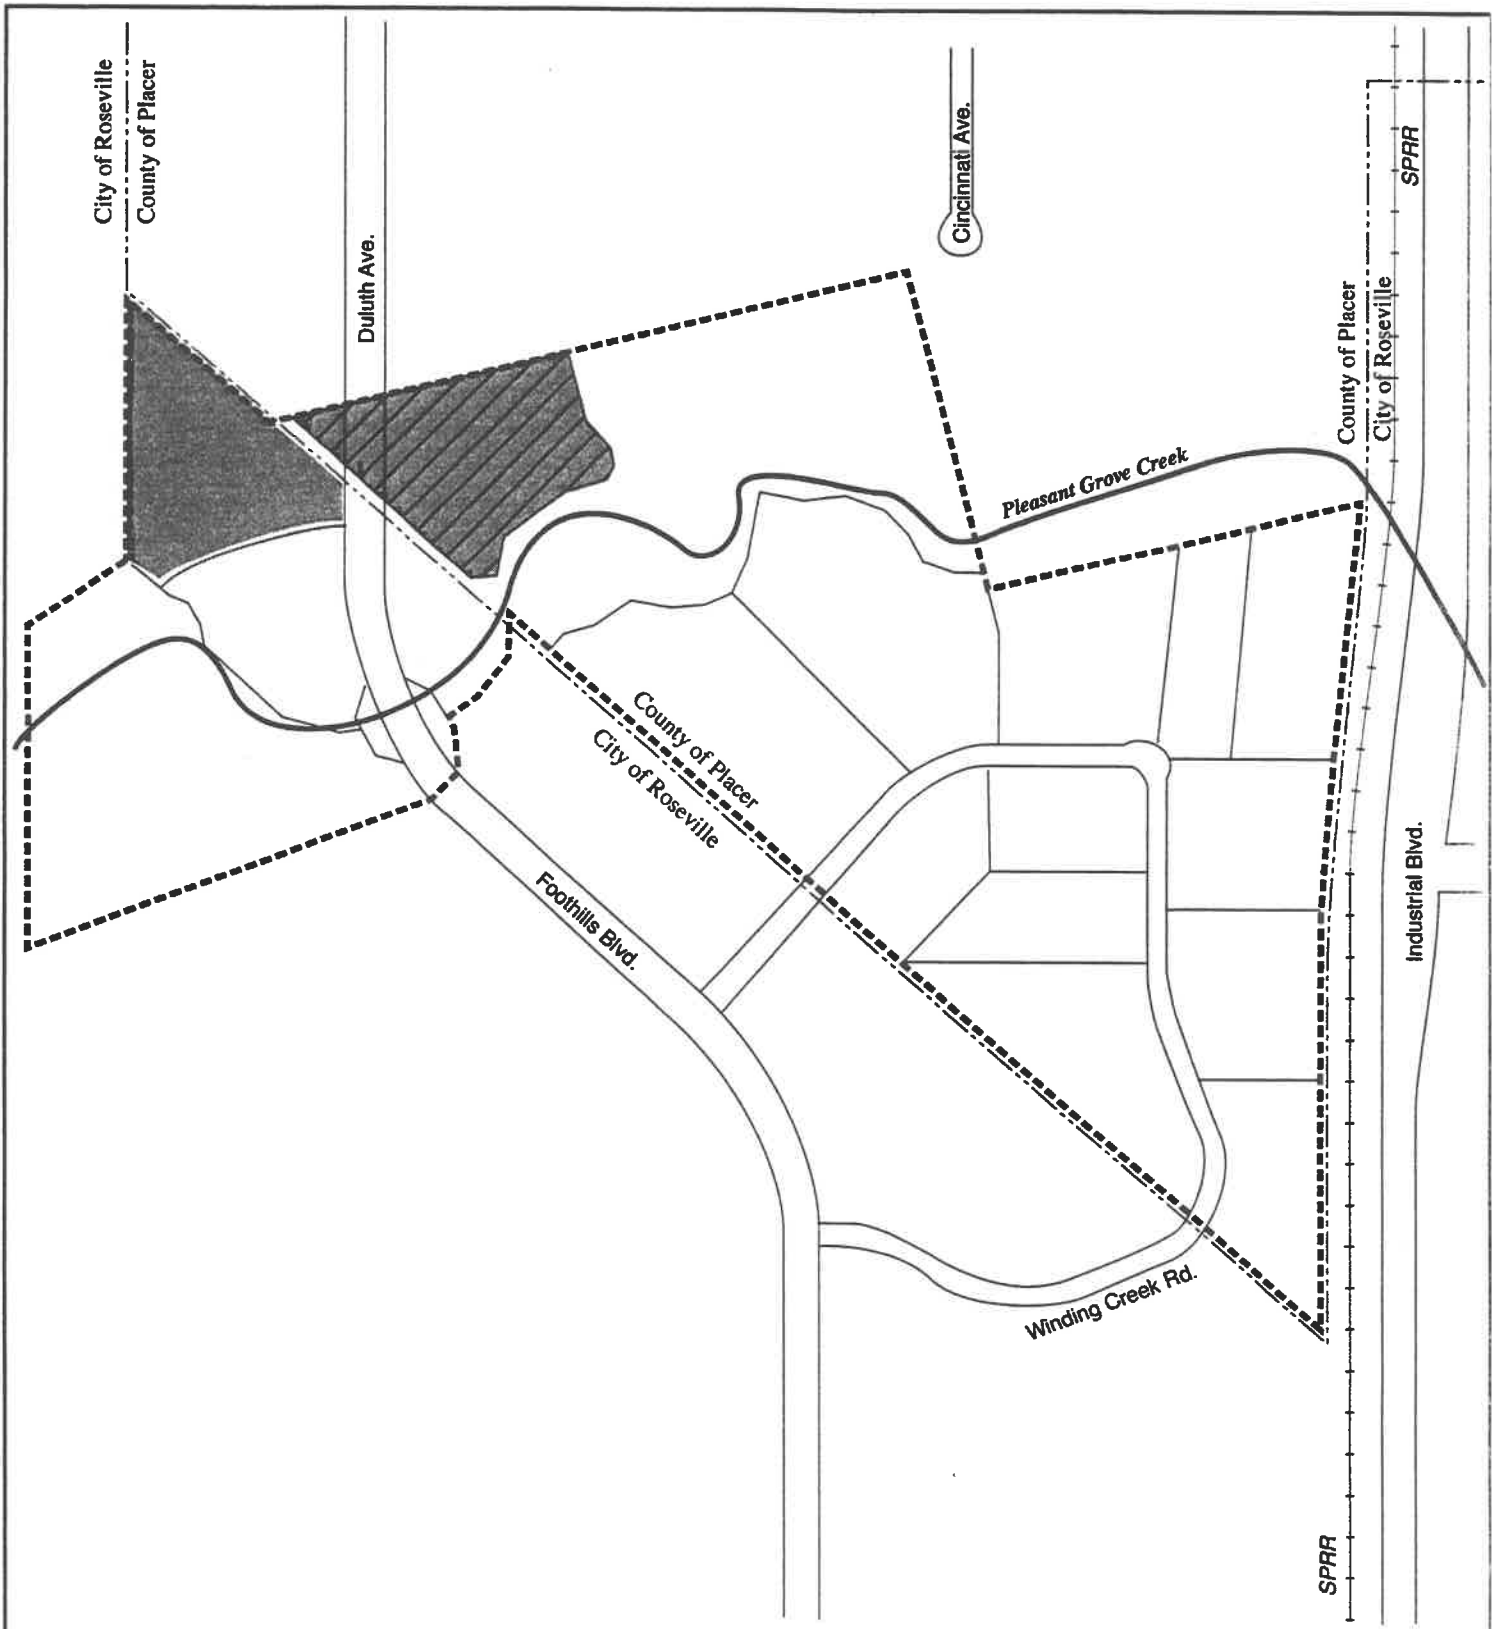 City of Roseville
County of Placer
Duluth Ave.
Cincinnati Ave.
SPRR
County of Placer
City of Roseville
Pleasant Grove Creek
County of Placer
City of Roseville
Foothills Blvd.
Industrial Blvd.
Winding Creek Rd.
SPRR